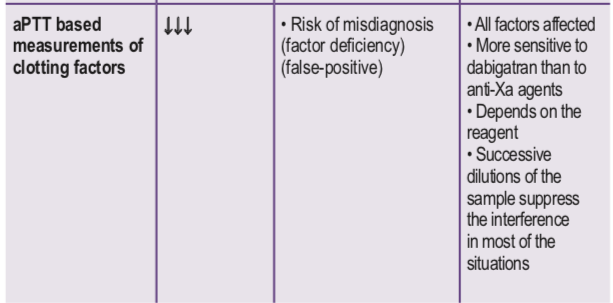 aPTT based
measurements of
clotting factors
↓↓↓
• Risk of misdiagnosis
(factor deficiency)
(false-positive)
• All factors affected
• More sensitive to
dabigatran than to
anti-Xa agents
• Depends on the
reagent
• Successive
dilutions of the
sample suppress
the interference
in most of the
situations